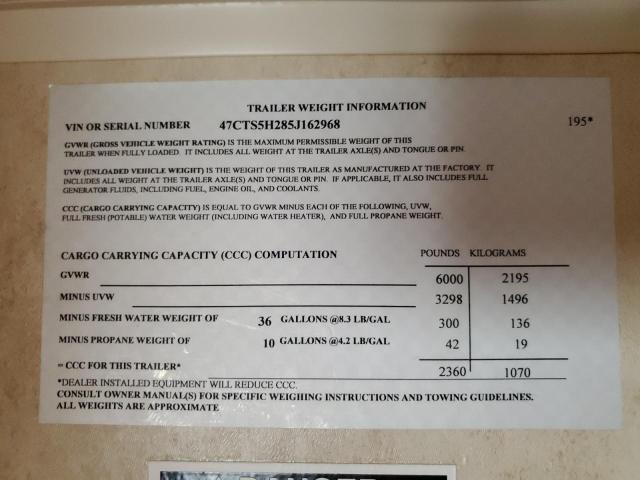 TRAILER WEIGHT INFORMATION
VIN OR SERIAL NUMBER 47CTS5H285J162968 195*
GVWR (GROSS VEHICLE WEIGHT RATING) IS THE MAXIMUM PERMISSIBLE WEIGHT OF THIS
TRAILER WHEN FULLY LOADED. IT INCLUDES ALL WEIGHT AT THE TRAILER AXLE(S) AND TONGUE OR PIN.
UVW (UNLOADED VEHICLE WEIGHT) IS THE WEIGHT OF THIS TRAILER AS MANUFACTURED AT THE FACTORY. IT
INCLUDES ALL WEIGHT AT THE TRAILER AXLE(S) AND TONGUE OR PIN. IF APPLICABLE, IT ALSO INCLUDES FULL
GENERATOR FLUIDS, INCLUDING FUEL, ENGINE OIL, AND COOLANTS.
CCC (CARGO CARRYING CAPACITY) IS EQUAL TO GVWR MINUS EACH OF THE FOLLOWING, UVW,
FULL FRESH (POTABLE) WATER WEIGHT (INCLUDING WATER HEATER), AND FULL PROPANE WEIGHT.
CARGO CARRYING CAPACITY (CCC) COMPUTATION POUNDS KILOGRAMS
GVWR 6000 2195
MINUS UVW 3298 1496
MINUS FRESH WATER WEIGHT OF 36 GALLONS @8.3 LB/GAL 300 136
MINUS PROPANE WEIGHT OF 10 GALLONS @4.2 LB/GAL 42 19
= CCC FOR THIS TRAILER* 2360 1070
*DEALER INSTALLED EQUIPMENT WILL REDUCE CCC.
CONSULT OWNER MANUAL(S) FOR SPECIFIC WEIGHING INSTRUCTIONS AND TOWING GUIDELINES.
ALL WEIGHTS ARE APPROXIMATE